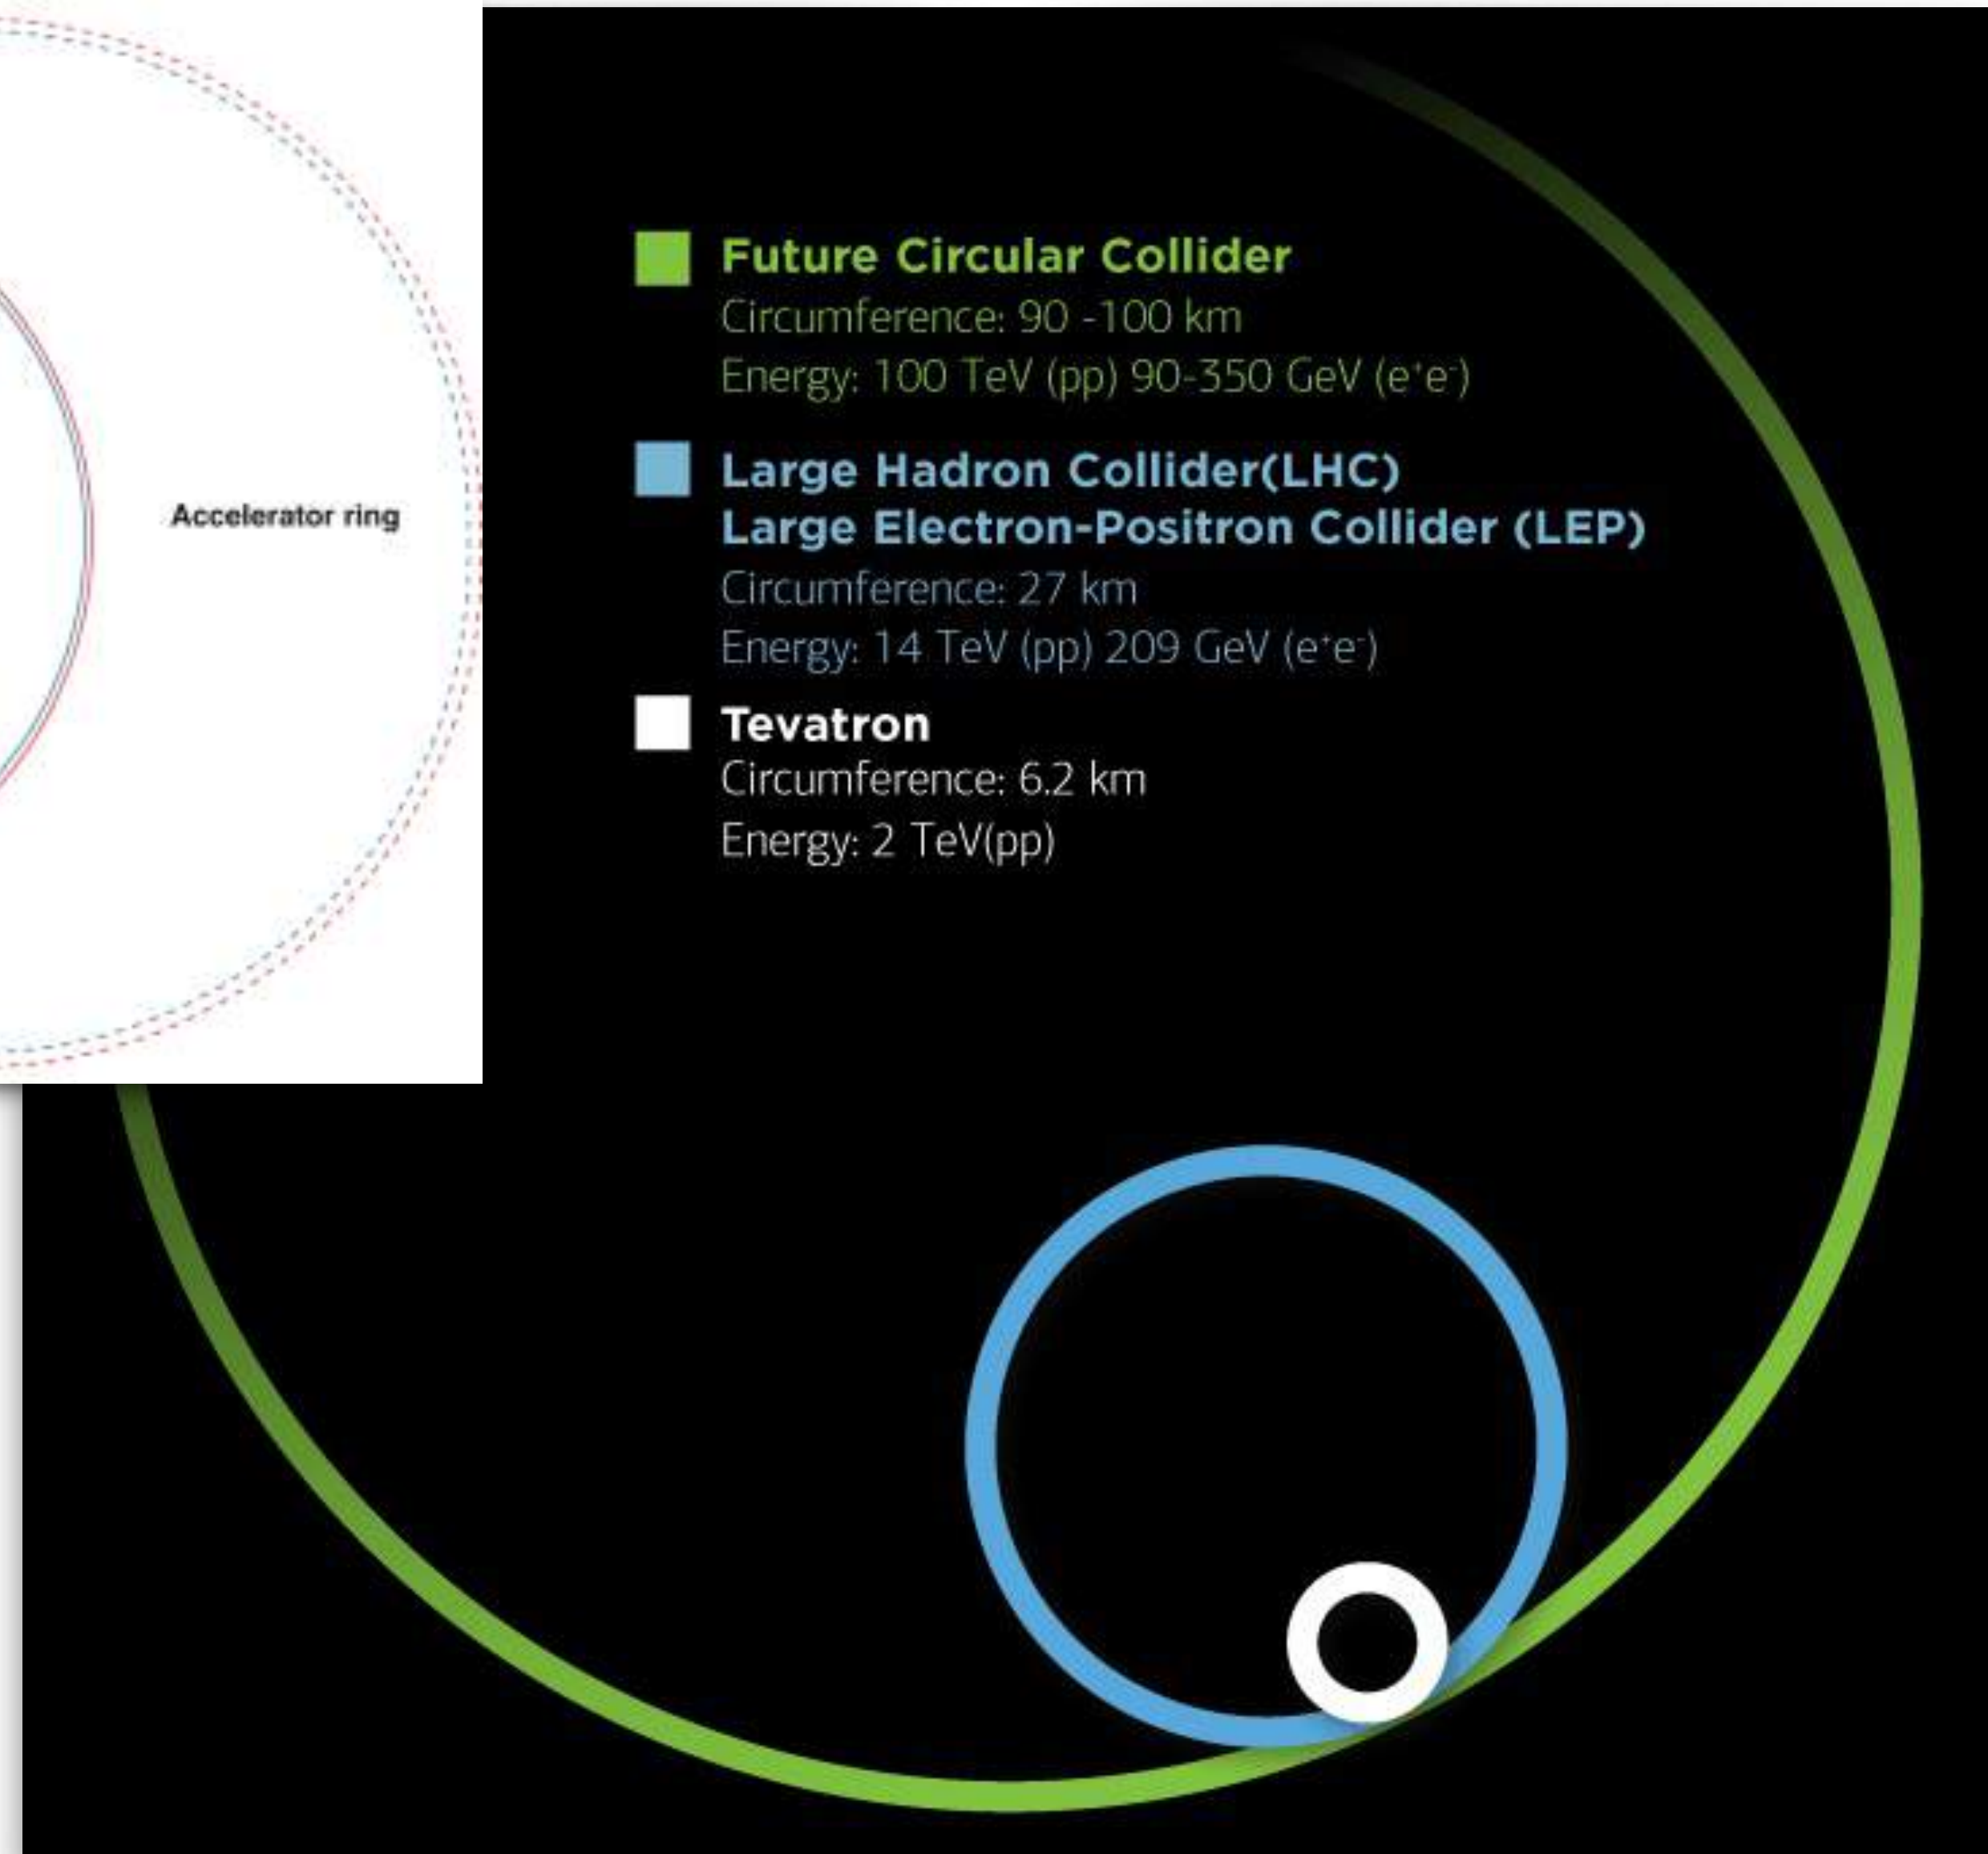 Accelerator ring
Future Circular Collider
Circumference: 90 -100 km
Energy: 100 TeV (pp) 90-350 GeV (e⁺e⁻)
Large Hadron Collider(LHC)
Large Electron-Positron Collider (LEP)
Circumference: 27 km
Energy: 14 TeV (pp) 209 GeV (e⁺e⁻)
Tevatron
Circumference: 6.2 km
Energy: 2 TeV(pp)